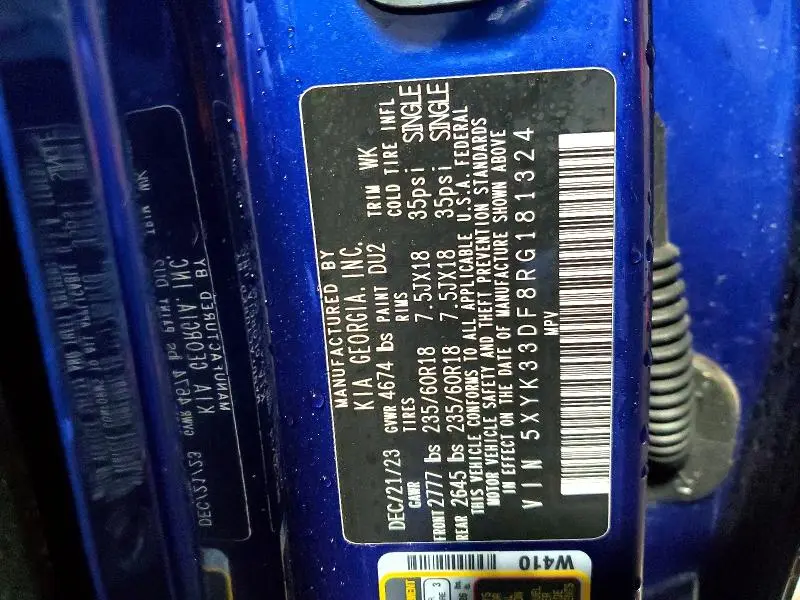 MANUFACTURED BY
KIA GEORGIA. INC.
DEC/21/23 GVWR 4674 lbs PAINT DU2 TRIM WK
GAWR TIRES RIMS COLD TIRE INFL
FRONT 2777 lbs 235/60R18 7.5JX18 35psi SINGLE
REAR 2645 lbs 235/60R18 7.5JX18 35psi SINGLE
THIS VEHICLE CONFORMS TO ALL APPLICABLE U.S.A. FEDERAL
MOTOR VEHICLE SAFETY AND THEFT PREVENTION STANDARDS
IN EFFECT ON THE DATE OF MANUFACTURE SHOWN ABOVE
VIN 5XYK33DF8RG181324
MPV
W410